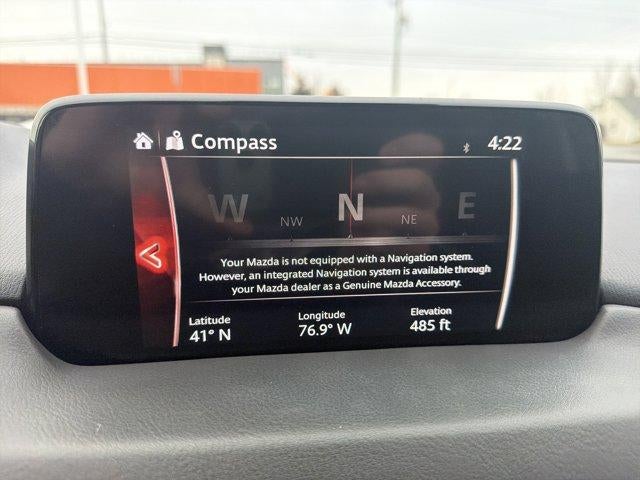 Compass
4:22
W NW N NE E
Your Mazda is not equipped with a Navigation system.
However, an integrated Navigation system is available through
your Mazda dealer as a Genuine Mazda Accessory.
Latitude Longitude Elevation
41° N 76.9° W 485 ft